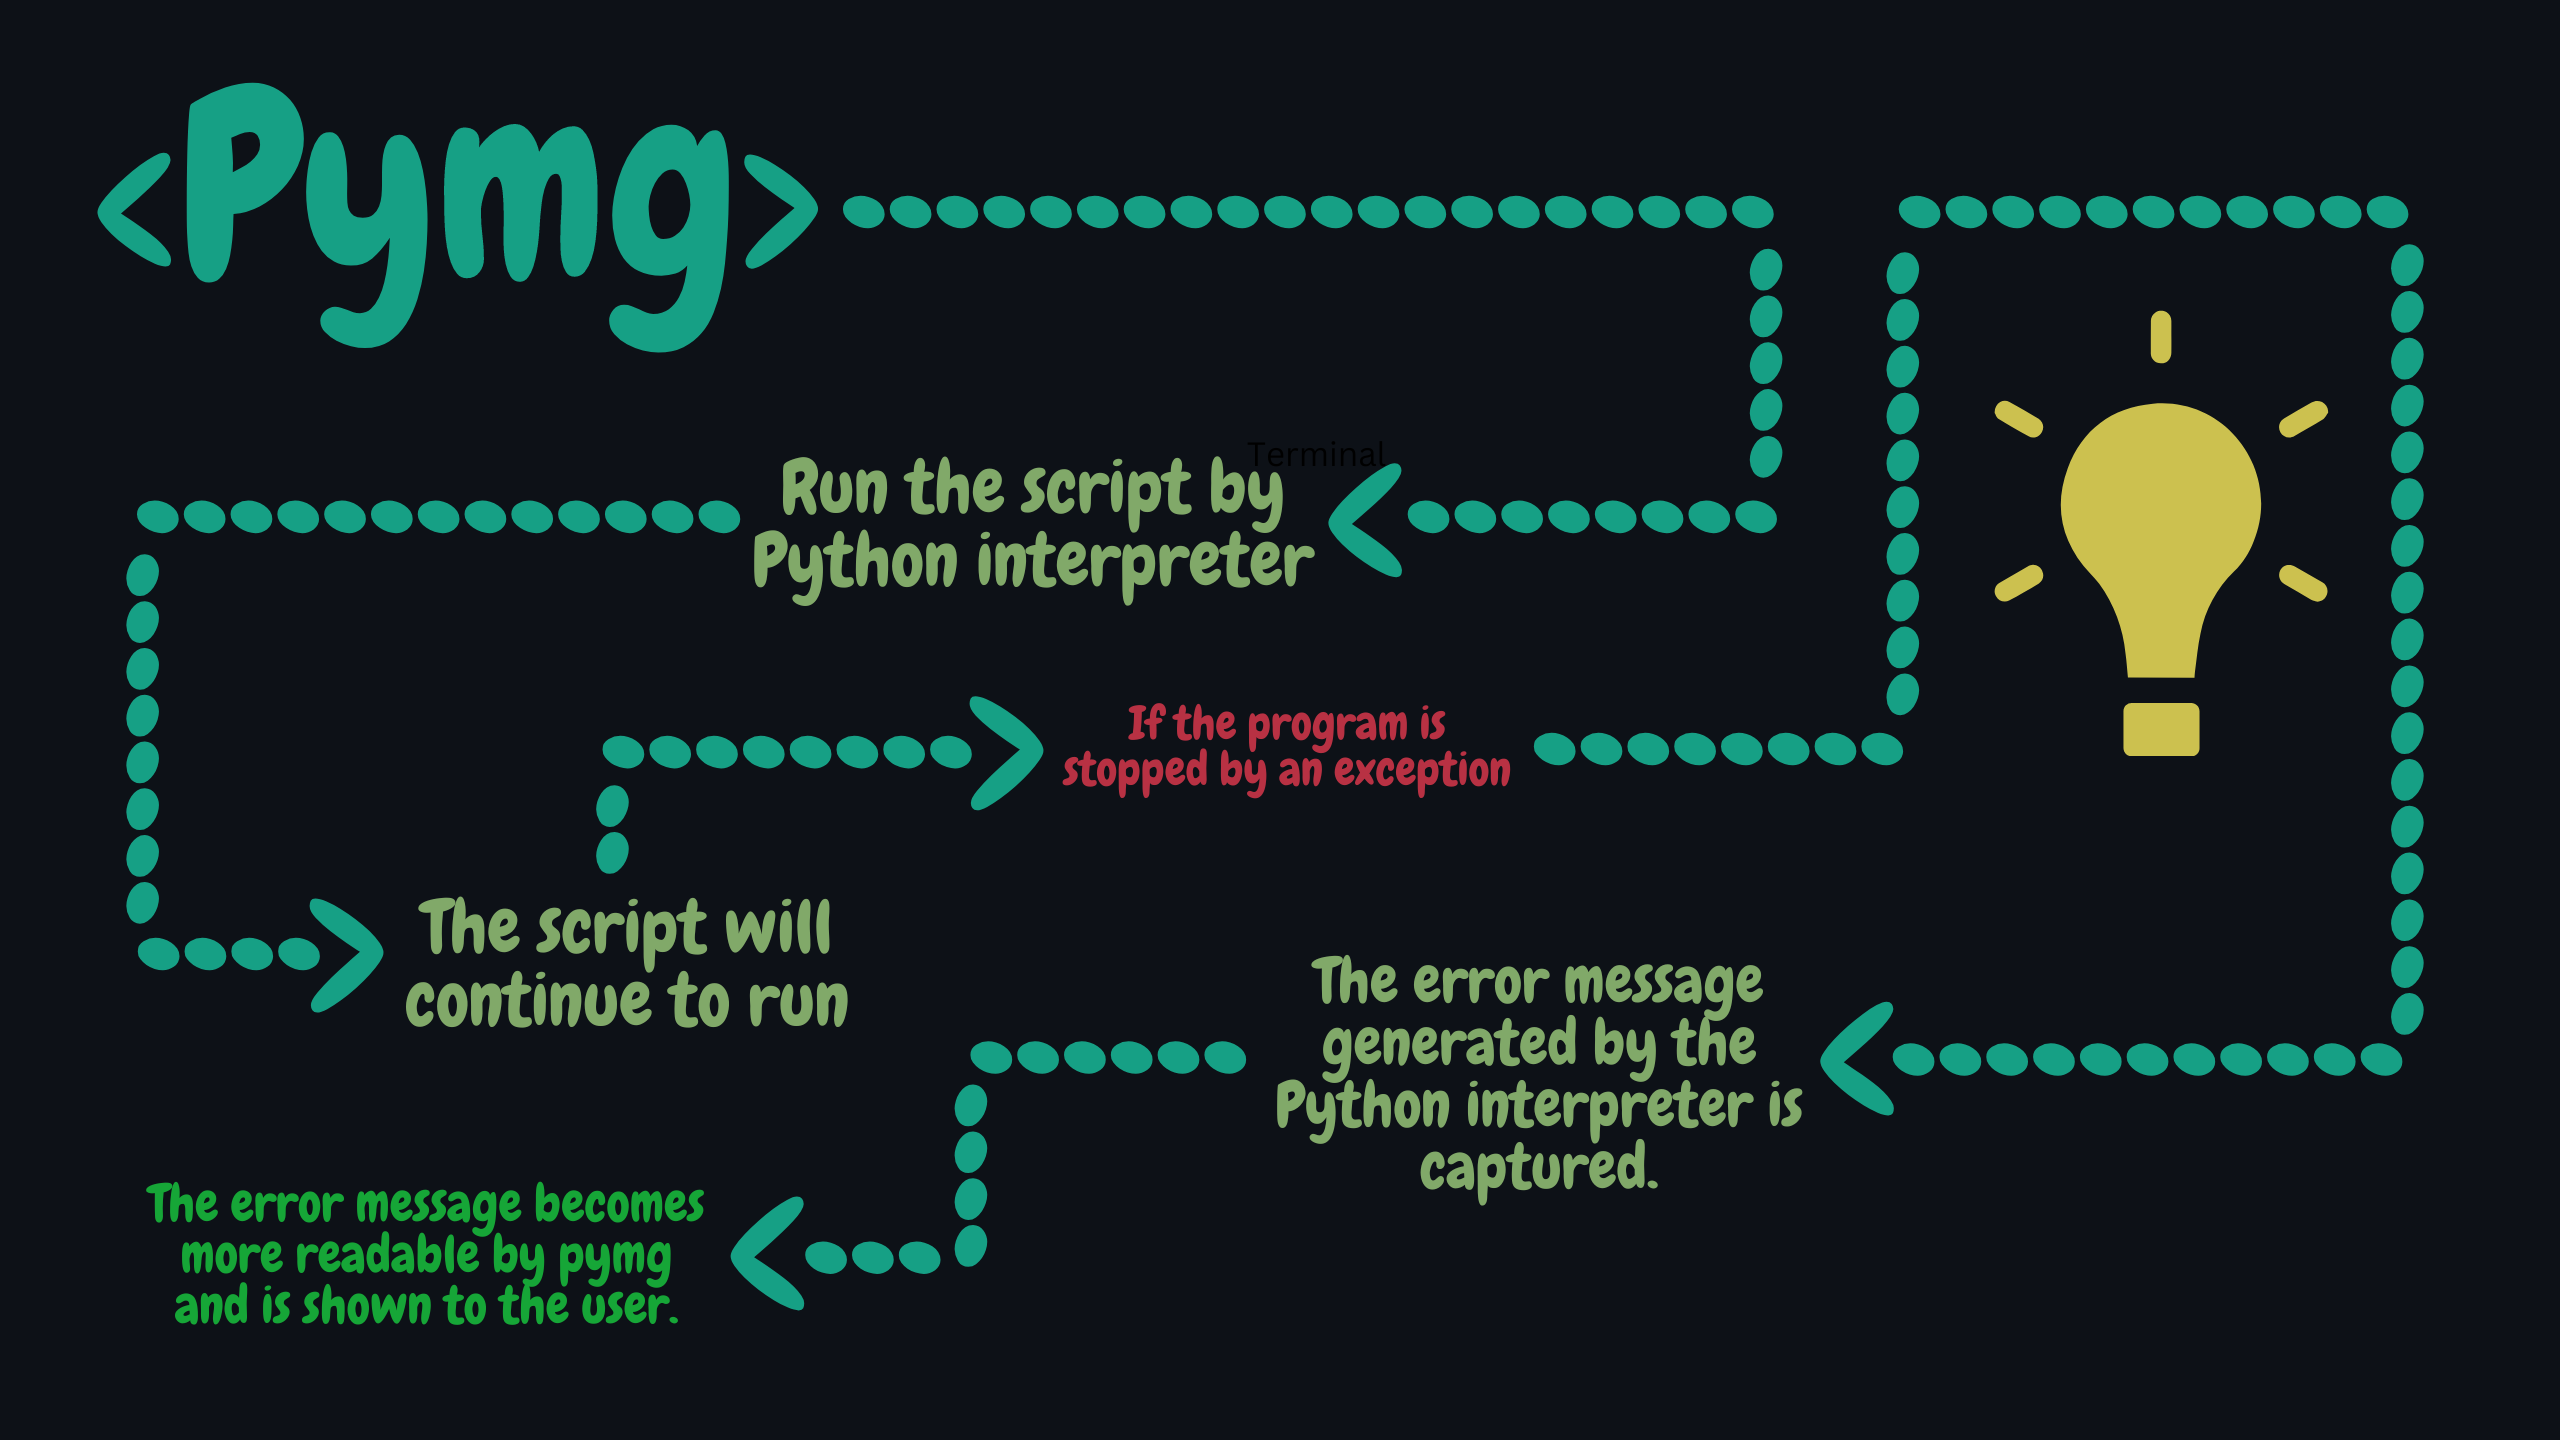 <Pymg>
Terminal
Run the script by
Python interpreter
If the program is
stopped by an exception
The script will
continue to run
The error message
generated by the
Python interpreter is
captured.
The error message becomes
more readable by pymg
and is shown to the user.